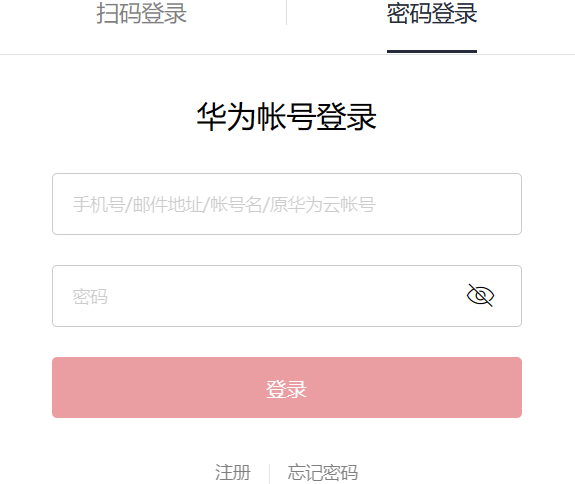 扫码登录 密码登录
华为帐号登录
手机号/邮件地址/帐号名/原华为云帐号
密码
登录
注册 忘记密码